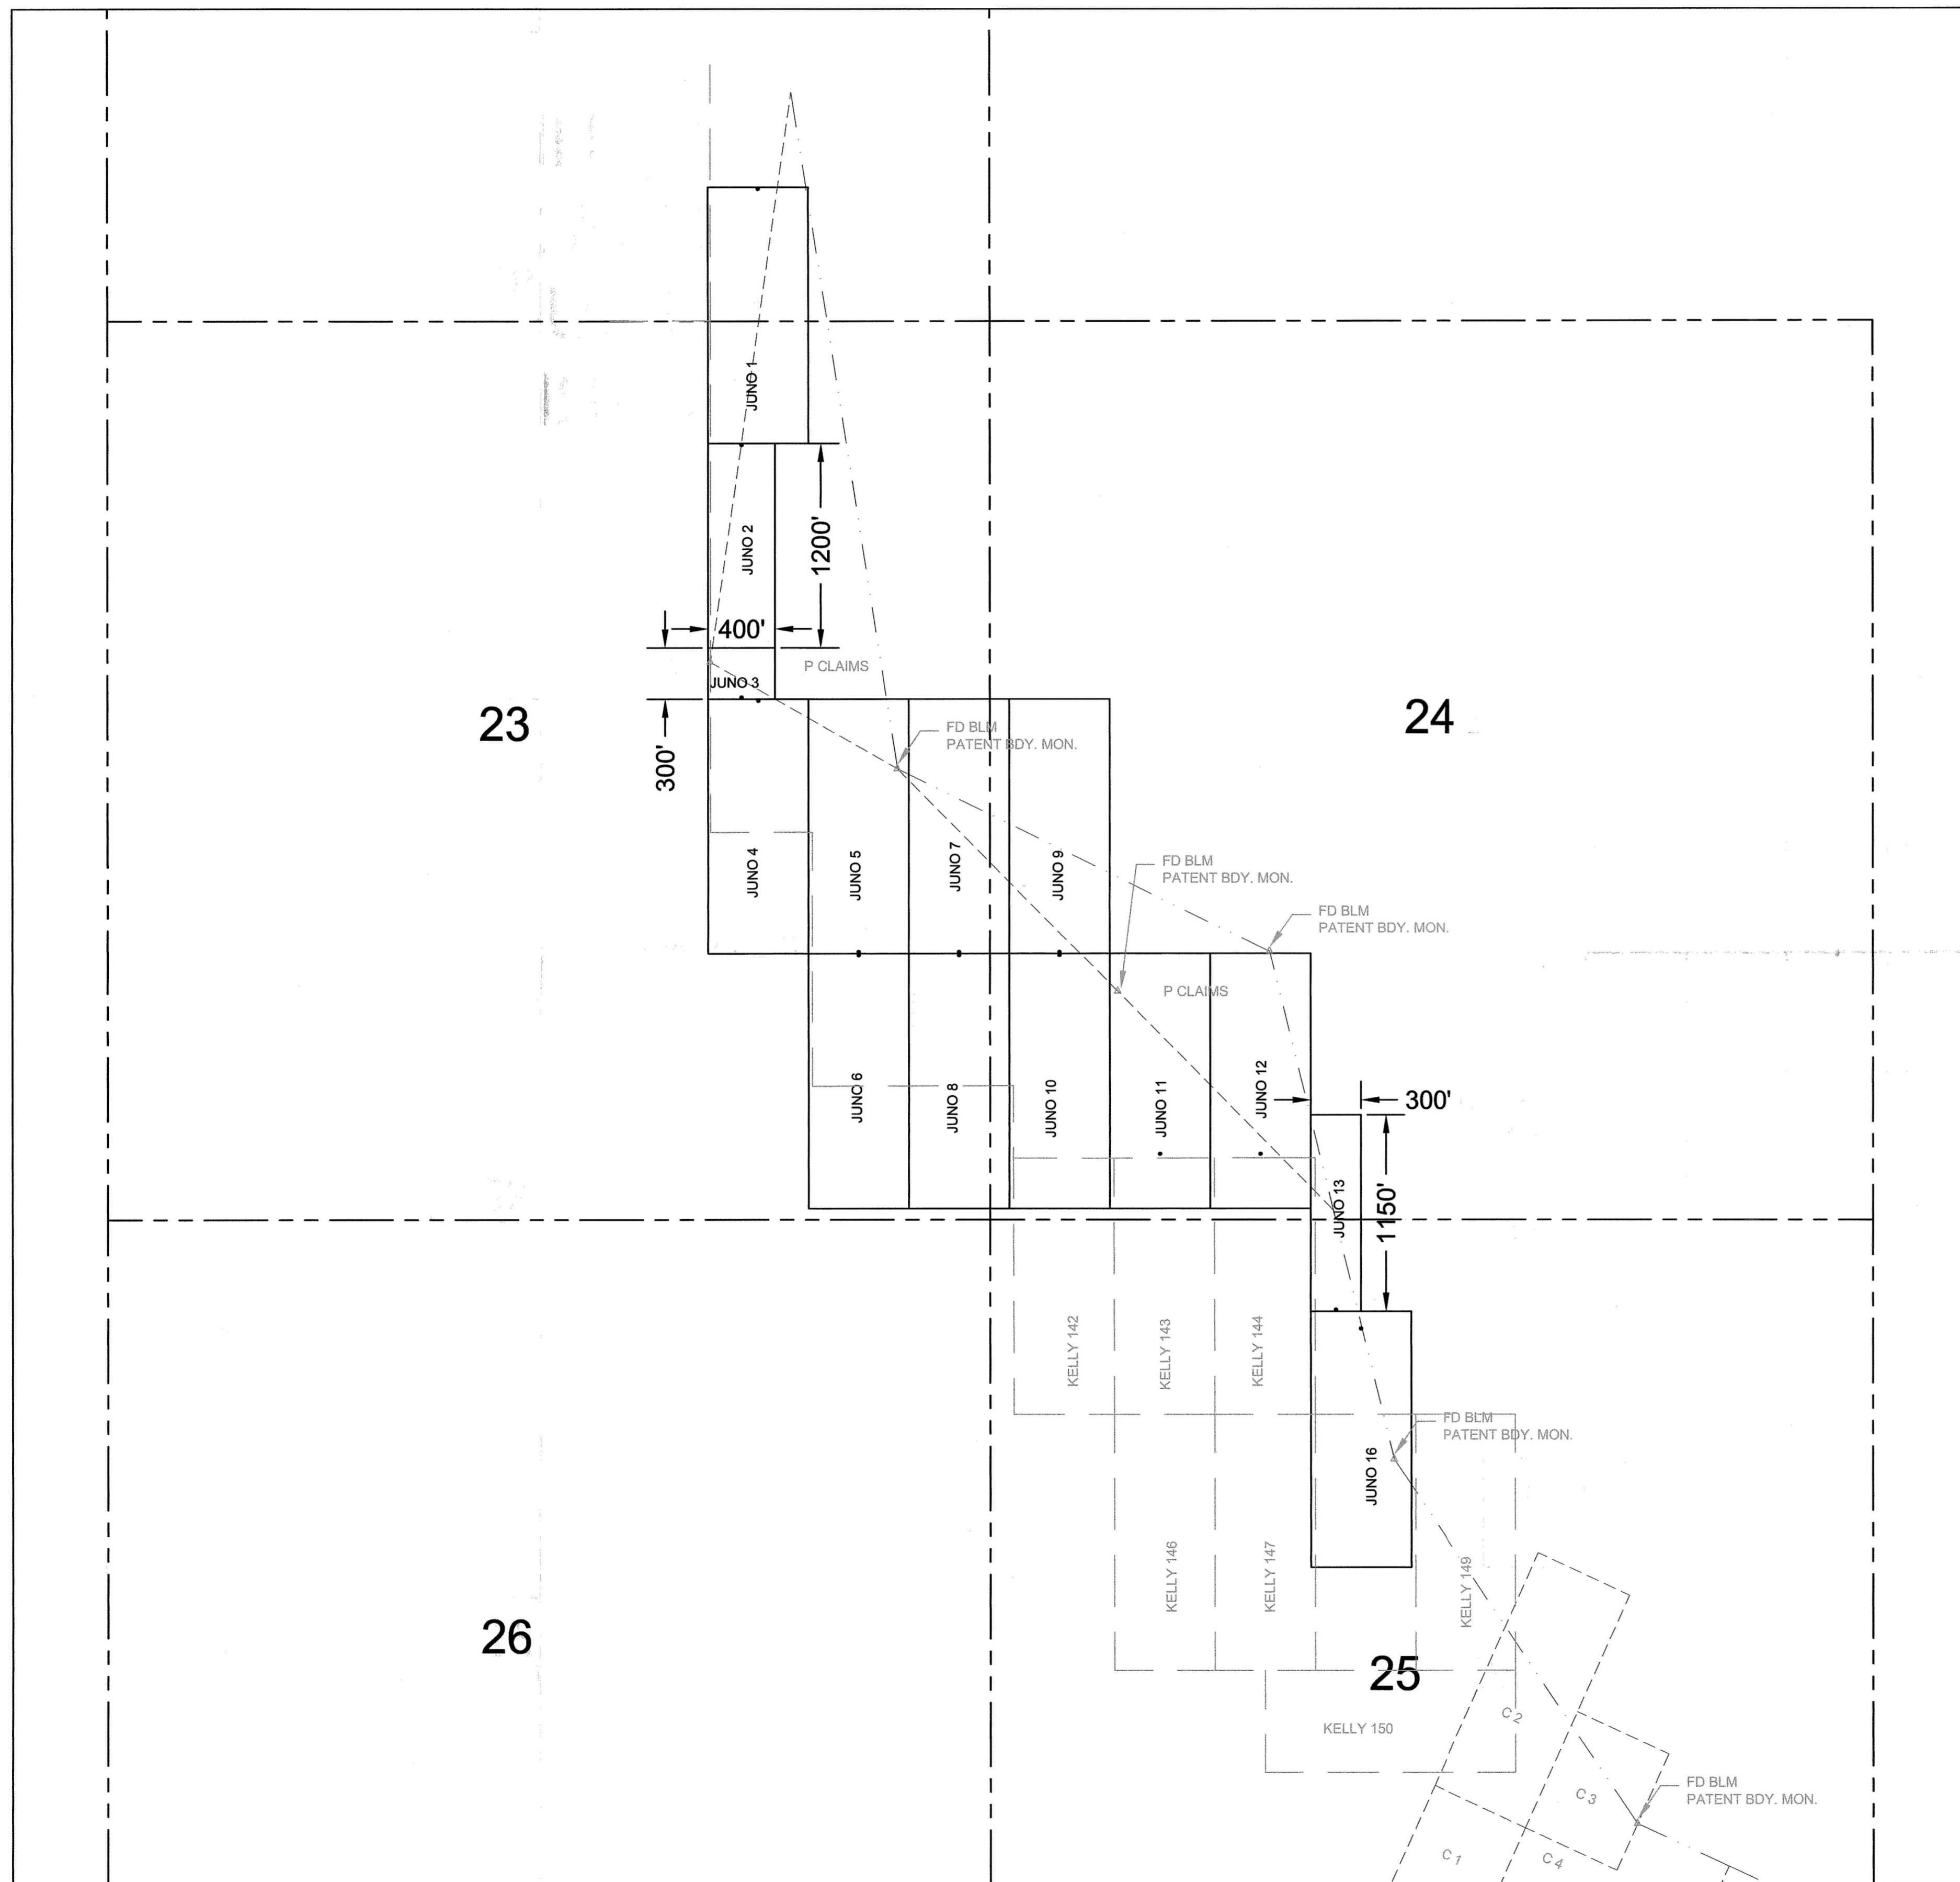 JUNO 1
JUNO 2
1200'
400'
P CLAIMS
JUNO 3
23
24
300'
FD BLM
PATENT BDY. MON.
JUNO 4
JUNO 5
JUNO 7
JUNO 9
FD BLM
PATENT BDY. MON.
FD BLM
PATENT BDY. MON.
P CLAIMS
JUNO 6
JUNO 8
JUNO 10
JUNO 11
JUNO 12
300'
JUNO 13
1150'
KELLY 142
KELLY 143
KELLY 144
FD BLM
PATENT BDY. MON.
JUNO 16
KELLY 146
KELLY 147
KELLY 149
26
25
C 2
KELLY 150
C 3
FD BLM
PATENT BDY. MON.
C 1
C 4